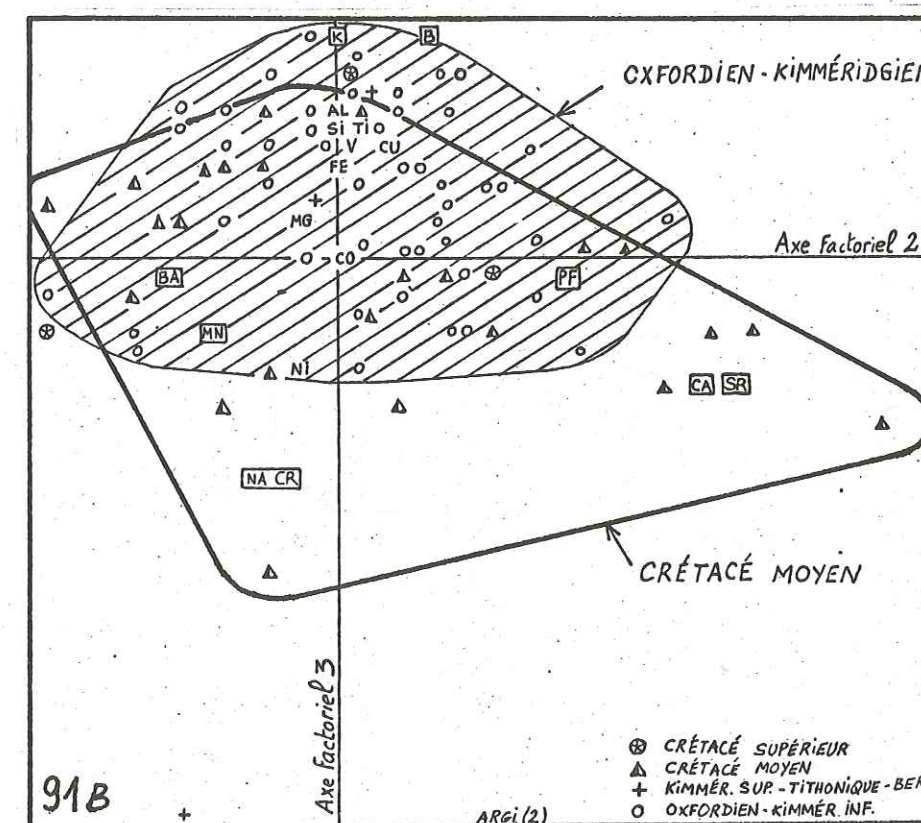 K B
OXFORDIEN - KIMMÉRIDGIEN
AL
SI TI
V CU
FE
MG
CO
Axe Factoriel 2
BA
PF
MN
NI
CA SR
NA CR
CRÉTACÉ MOYEN
Axe Factoriel 3
CRÉTACÉ SUPÉRIEUR
CRÉTACÉ MOYEN
KIMMÉR. SUP. - TITHONIQUE - BER
OXFORDIEN - KIMMÉR. INF.
91B
ARGI (2)